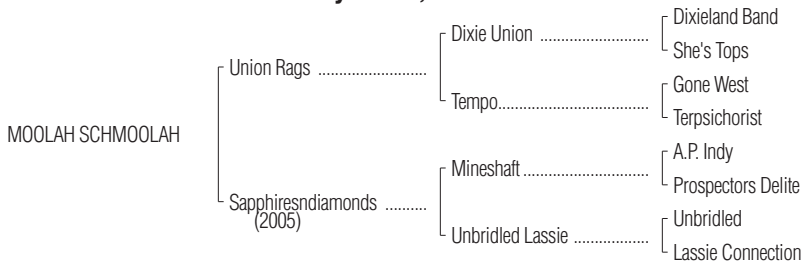 Dixieland Band
Dixie Union ..........................
She's Tops
Union Rags ..........................
Gone West
Tempo....................................
Terpsichorist
MOOLAH SCHMOOLAH
A.P. Indy
Mineshaft ..............................
Prospectors Delite
Sapphiresndiamonds ..........
(2005)
Unbridled
Unbridled Lassie ..................
Lassie Connection